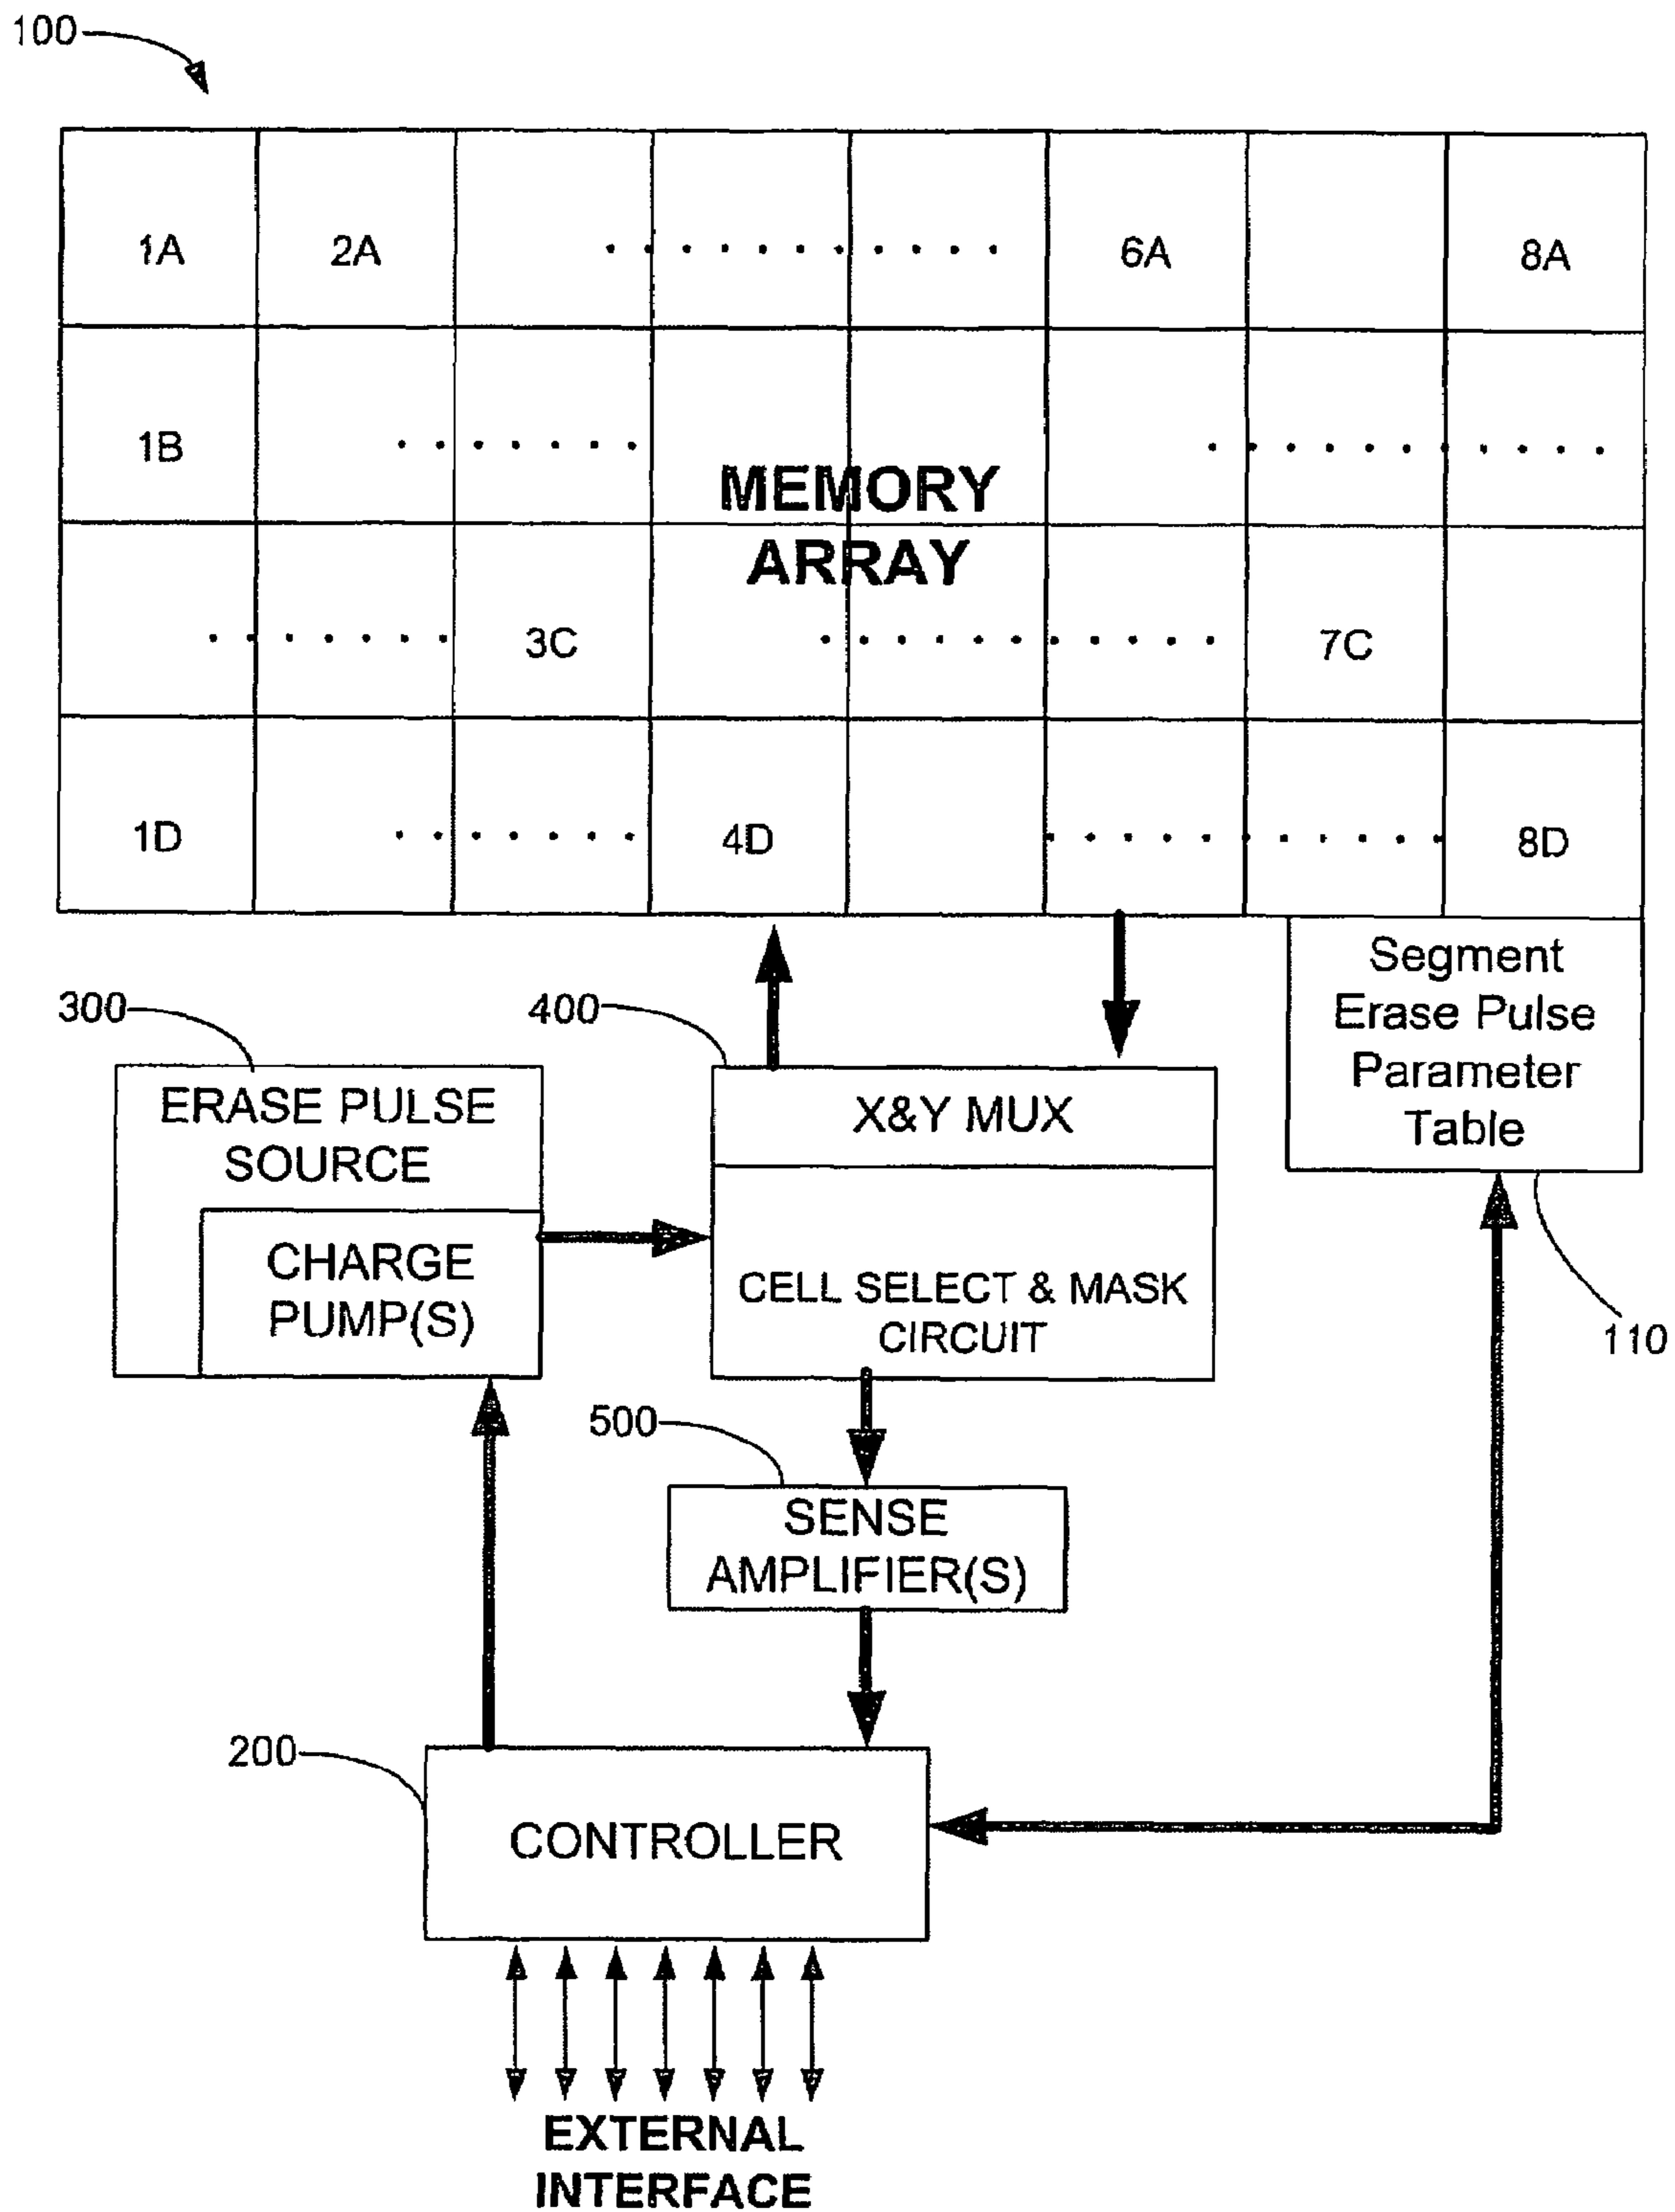 100
1A 2A 6A 8A
1B
MEMORY
ARRAY
3C 7C
1D 4D 8D
Segment
Erase Pulse
Parameter
Table
110
300
ERASE PULSE
SOURCE
CHARGE
PUMP(S)
400
X&Y MUX
CELL SELECT & MASK
CIRCUIT
500
SENSE
AMPLIFIER(S)
200
CONTROLLER
EXTERNAL
INTERFACE